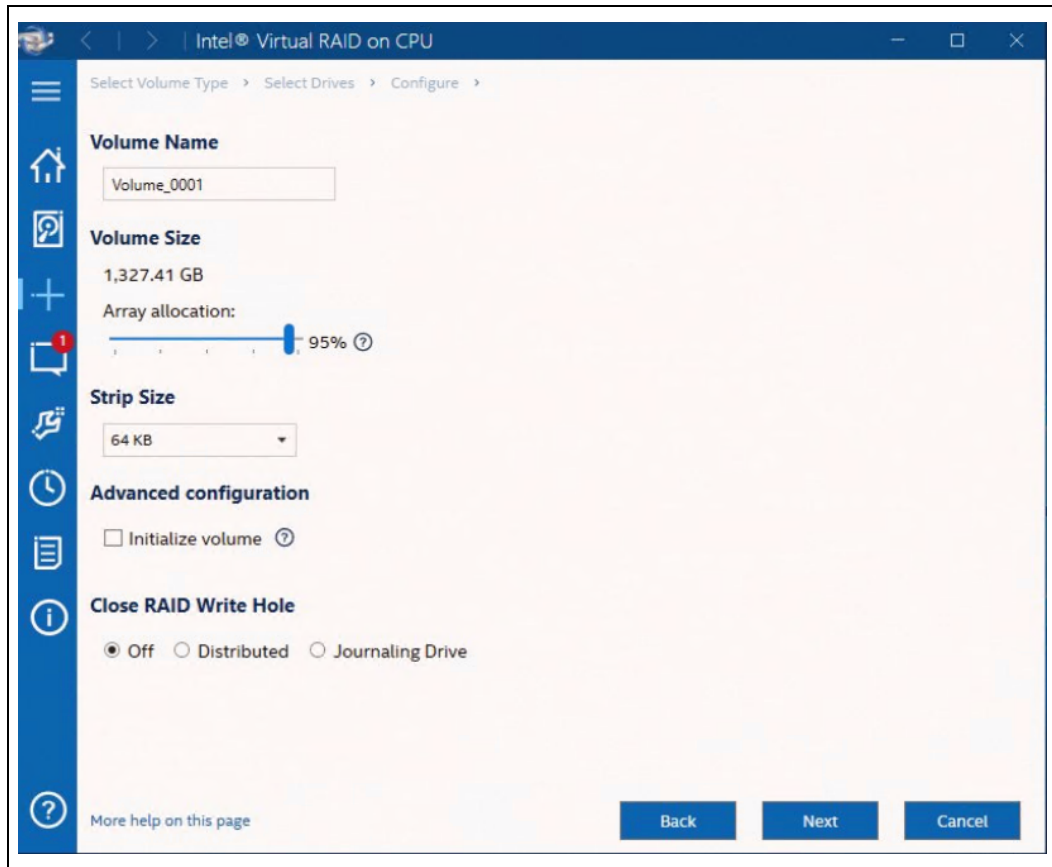 Intel® Virtual RAID on CPU
Select Volume Type > Select Drives > Configure >
Volume Name
Volume_0001
Volume Size
1,327.41 GB
Array allocation:
95% ?
1
Strip Size
64 KB
Advanced configuration
Initialize volume ?
Close RAID Write Hole
Off Distributed Journaling Drive
? More help on this page Back Next Cancel